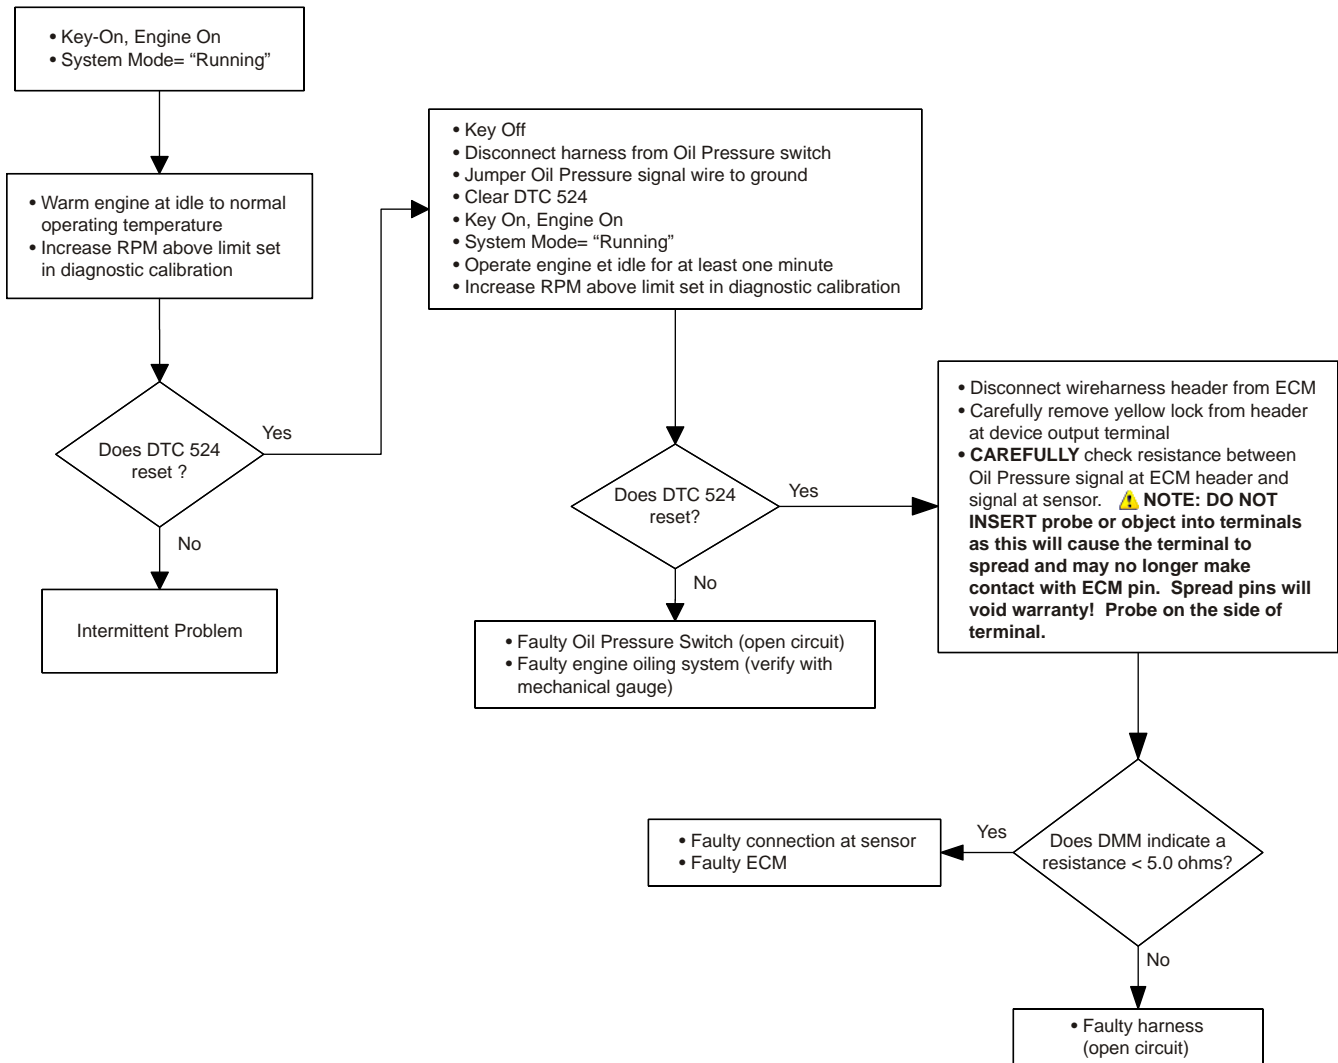 • Key-On, Engine On
• System Mode= “Running”
• Warm engine at idle to normal
operating temperature
• Increase RPM above limit set
in diagnostic calibration
Does DTC 524
reset ?
Yes
No
Intermittent Problem
• Key Off
• Disconnect harness from Oil Pressure switch
• Jumper Oil Pressure signal wire to ground
• Clear DTC 524
• Key On, Engine On
• System Mode= “Running”
• Operate engine et idle for at least one minute
• Increase RPM above limit set in diagnostic calibration
Does DTC 524
reset?
Yes
No
• Faulty Oil Pressure Switch (open circuit)
• Faulty engine oiling system (verify with
mechanical gauge)
• Disconnect wireharness header from ECM
• Carefully remove yellow lock from header
at device output terminal
• CAREFULLY check resistance between
Oil Pressure signal at ECM header and
signal at sensor. NOTE: DO NOT
INSERT probe or object into terminals
as this will cause the terminal to
spread and may no longer make
contact with ECM pin. Spread pins will
void warranty! Probe on the side of
terminal.
Does DMM indicate a
resistance < 5.0 ohms?
Yes
• Faulty connection at sensor
• Faulty ECM
No
• Faulty harness
(open circuit)